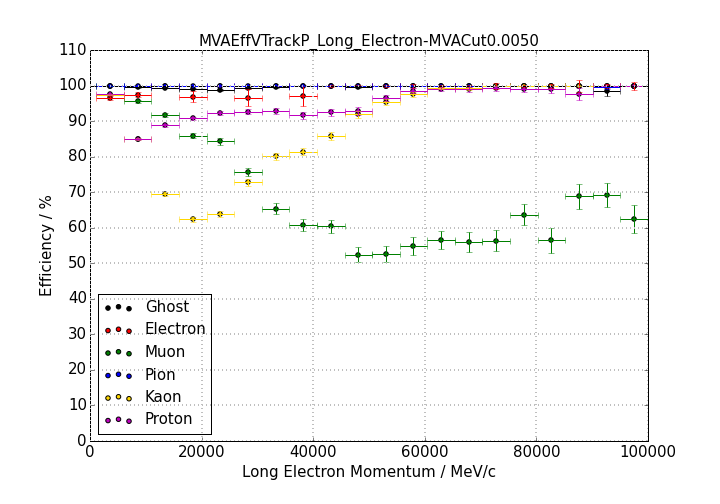 MVAEffVTrackP_Long_Electron-MVACut0.0050
110
100
90
80
70
60
50
40
30
20
10
0
Efficiency / %
Ghost
Electron
Muon
Pion
Kaon
Proton
0 20000 40000 60000 80000 100000
Long Electron Momentum / MeV/c